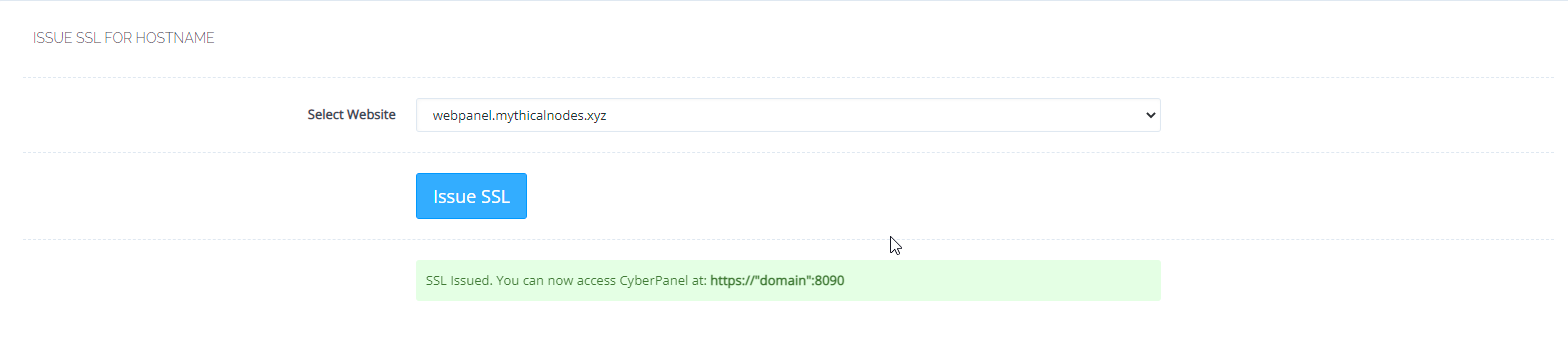 ISSUE SSL FOR HOSTNAME
Select Website webpanel.mythicalnodes.xyz
Issue SSL
SSL Issued. You can now access CyberPanel at: https://"domain":8090